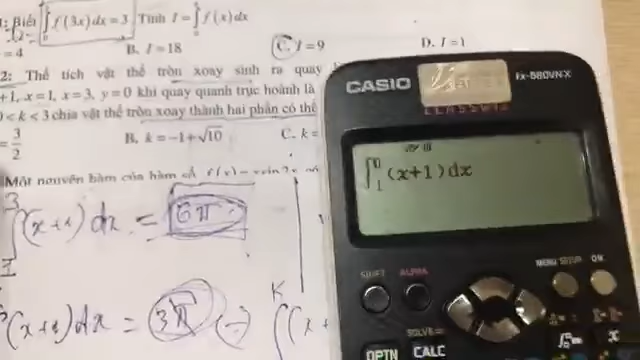 1: Biết ∫ f(3x)dx = 3. Tính I = ∫ f(x)dx
= 4 B. I = 18 C. I = 9 D. I = 1
2: Thể tích vật thể tròn xoay sinh ra quay
+1, x = 1, x = 3, y = 0 khi quay quanh trục hoành là
0 < k < 3 chia vật thể tròn xoay thành hai phần có thể
= 3/2 B. k = -1+√10 C. k =
Một nguyên hàm của hàm số
∫ (x+1) dx = 6π
(x+1)dx = 3π (-) ∫ (x +
K
CASIO fx-580VN X
CLASSWIZ
∫₁⁰ (x+1)dx
SHIFT ALPHA MENU SETUP ON
SOLVE =
OPTN CALC x